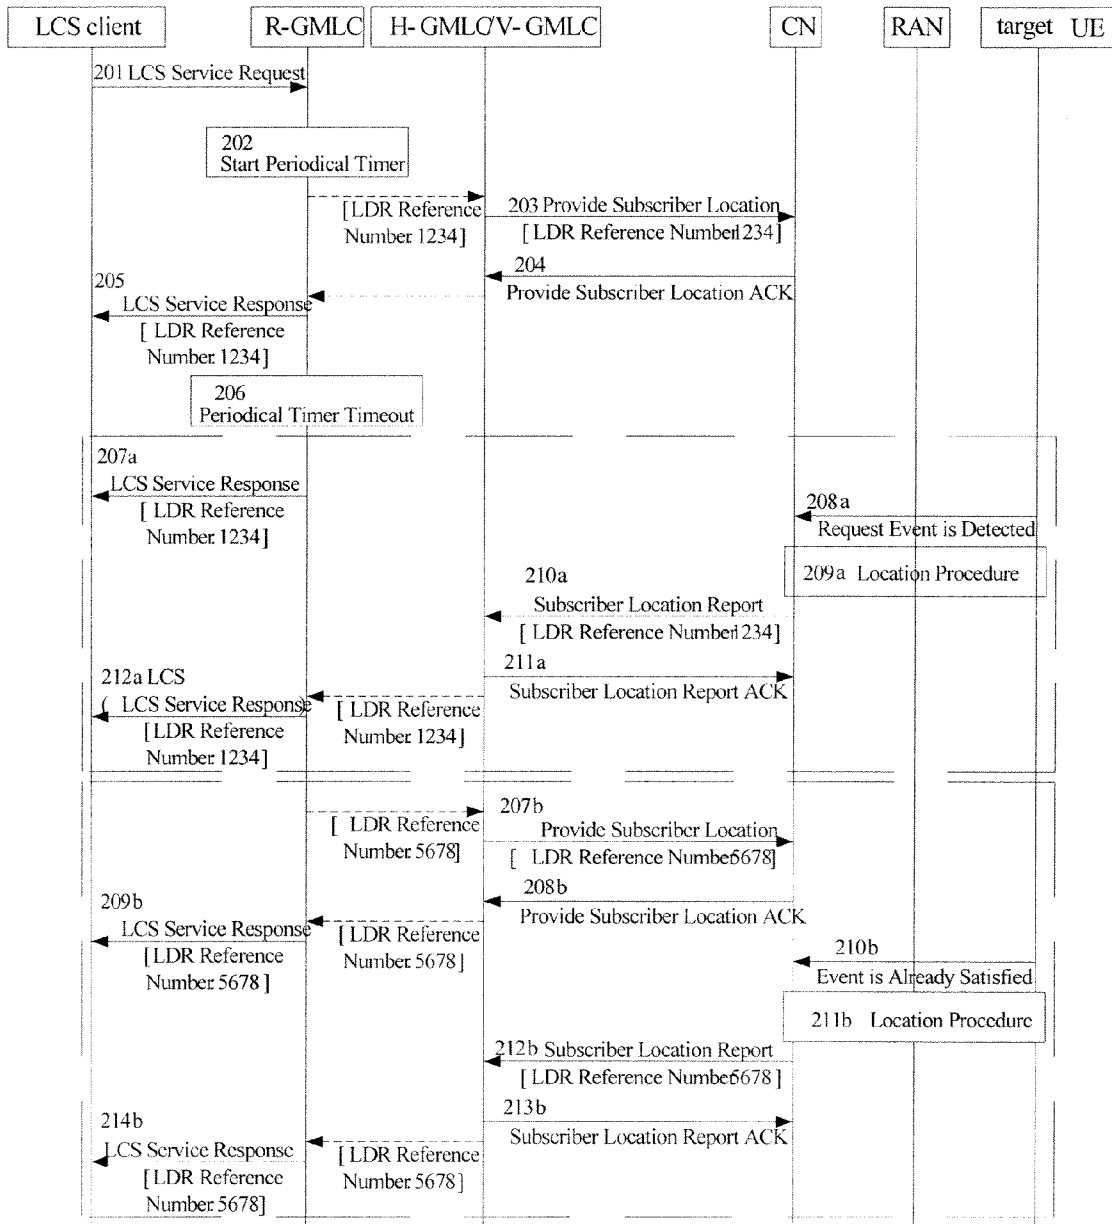 LCS client R-GMLC H- GMLC/V- GMLC CN RAN target UE
201 LCS Service Request
202
Start Periodical Timer
[LDR Reference
Number 1234]
203 Provide Subscriber Location
[ LDR Reference Number1234]
204
Provide Subscriber Location ACK
205
LCS Service Response
[ LDR Reference
Number 1234]
206
Periodical Timer Timeout
207a
LCS Service Response
[ LDR Reference
Number 1234]
208a
Request Event is Detected
209a Location Procedure
210a
Subscriber Location Report
[ LDR Reference Number1234]
211a
Subscriber Location Report ACK
212a LCS
( LCS Service Response)
[LDR Reference
Number 1234]
[ LDR Reference
Number 1234]
207b
[ LDR Reference
Number 5678]
Provide Subscriber Location
[ LDR Reference Number5678]
208b
Provide Subscriber Location ACK
209b
LCS Service Response
[LDR Reference
Number 5678 ]
[LDR Reference
Number 5678]
210b
Event is Already Satisfied
211b Location Procedure
212b Subscriber Location Report
[ LDR Reference Number5678]
213b
Subscriber Location Report ACK
214b
LCS Service Response
[LDR Reference
Number 5678]
[LDR Reference
Number 5678]